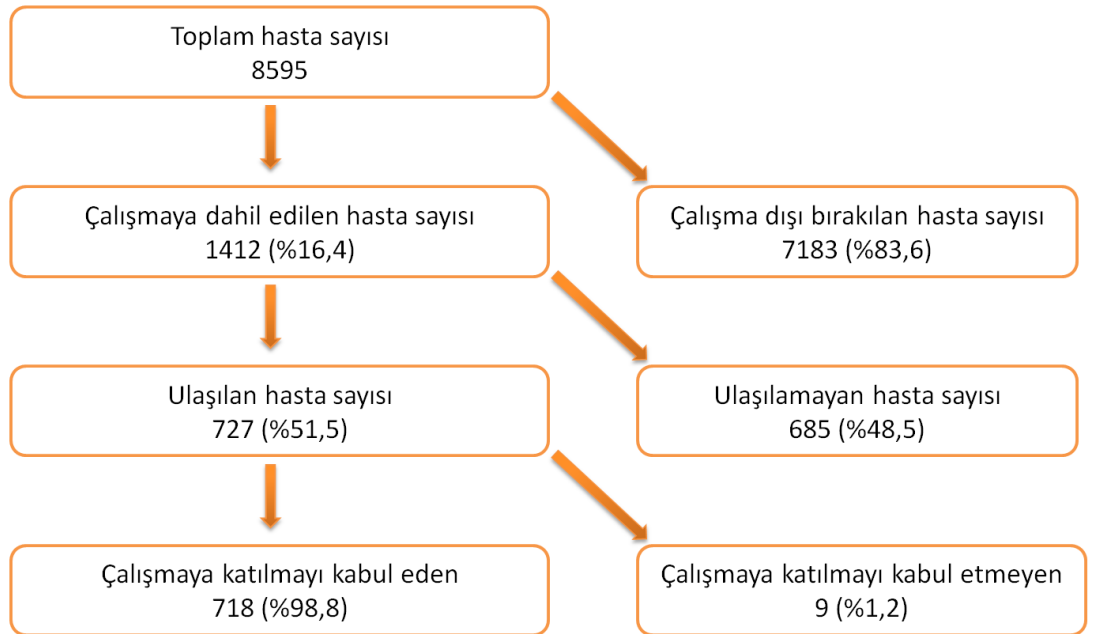 Toplam hasta sayısı
8595
Çalışmaya dahil edilen hasta sayısı
1412 (%16,4)
Çalışma dışı bırakılan hasta sayısı
7183 (%83,6)
Ulaşılan hasta sayısı
727 (%51,5)
Ulaşılamayan hasta sayısı
685 (%48,5)
Çalışmaya katılmayı kabul eden
718 (%98,8)
Çalışmaya katılmayı kabul etmeyen
9 (%1,2)